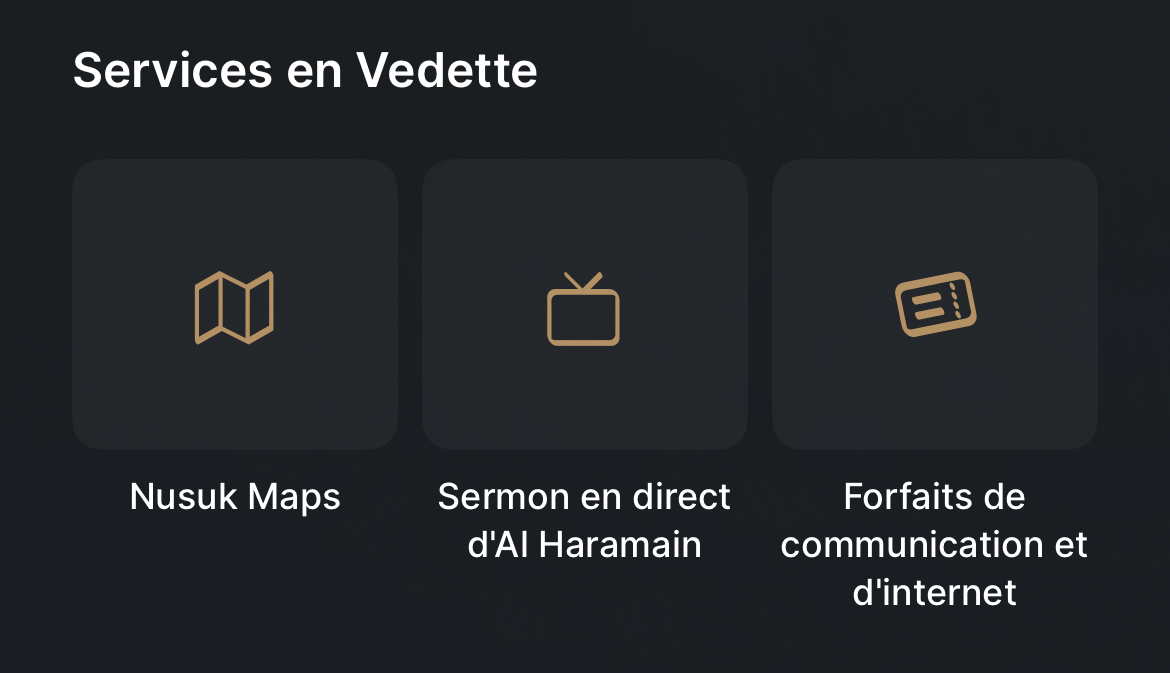 Services en Vedette
Nusuk Maps
Sermon en direct
d'Al Haramain
Forfaits de
communication et
d'internet